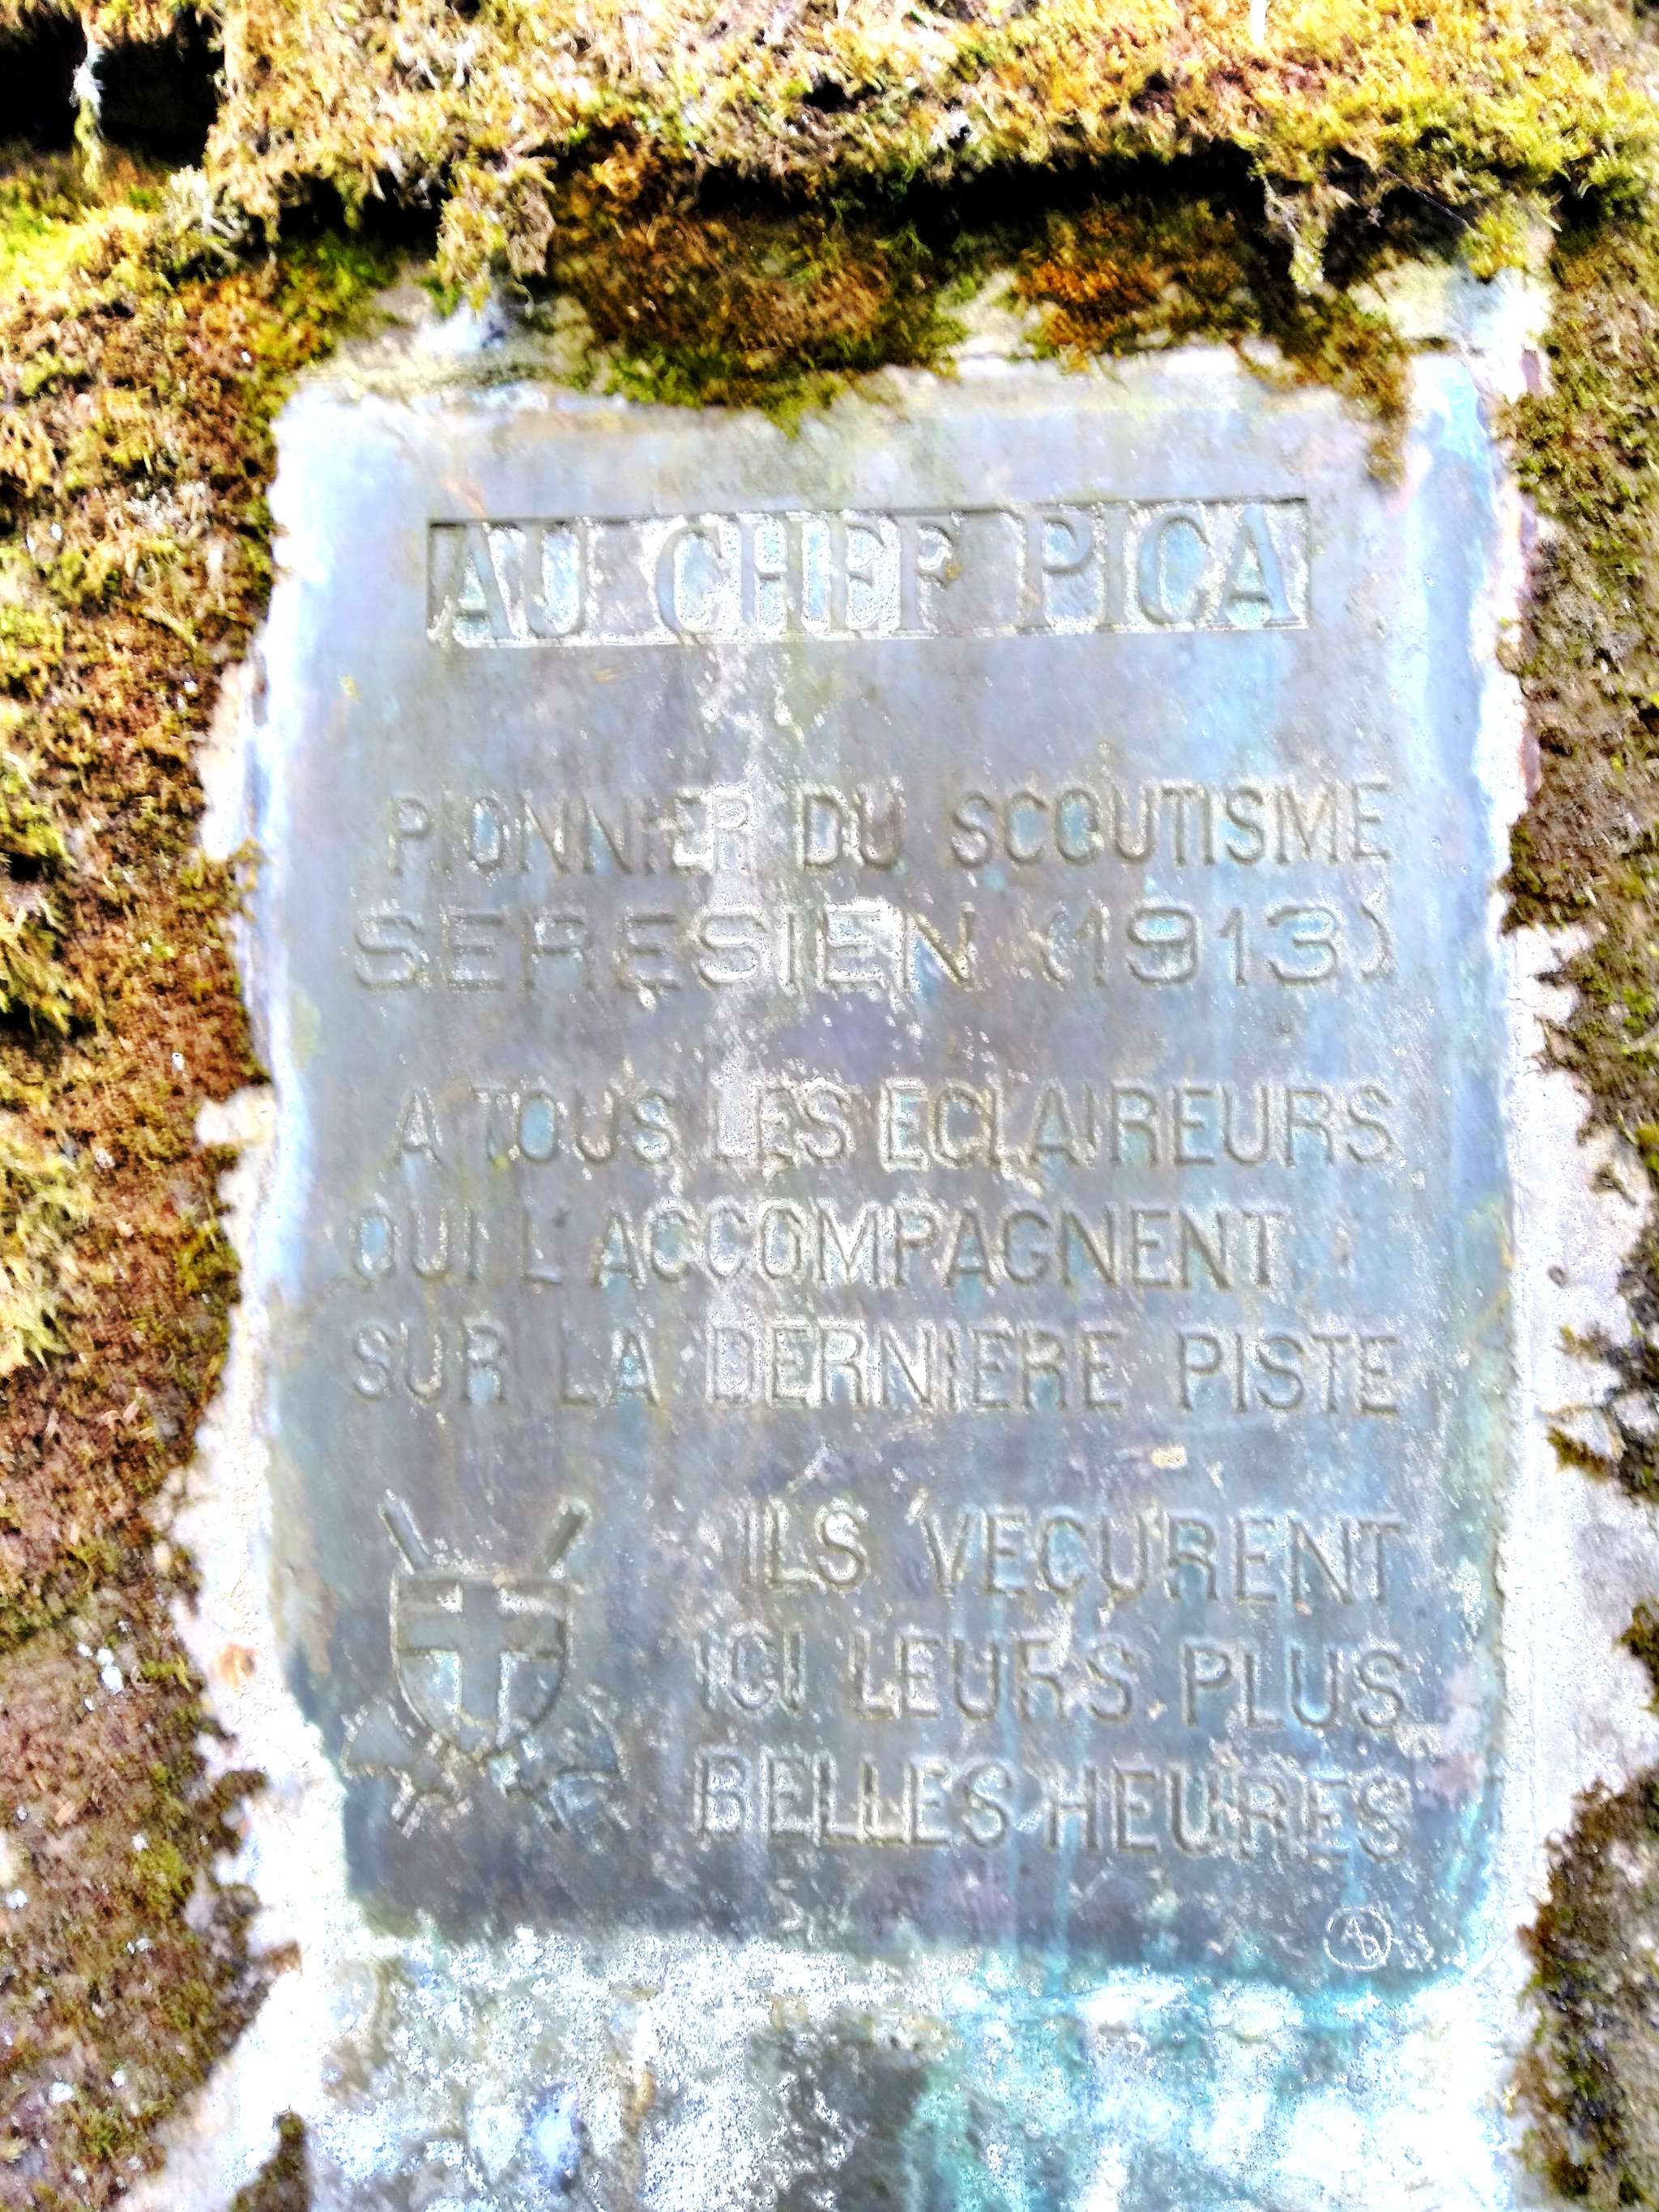 AU CHEF PICA
PIONNIER DU SCOUTISME
SERESIEN (1913)
A TOUS LES ECLAIREURS
QUI L'ACCOMPAGNENT
SUR LA DERNIERE PISTE
ILS VECURENT
ICI LEURS PLUS
BELLES HEURES